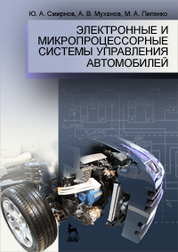 Ю. А. Смирнов, А. В. Муханов, М. А. Пипенко
ЭЛЕКТРОННЫЕ И
МИКРОПРОЦЕССОРНЫЕ
СИСТЕМЫ УПРАВЛЕНИЯ
АВТОМОБИЛЕЙ